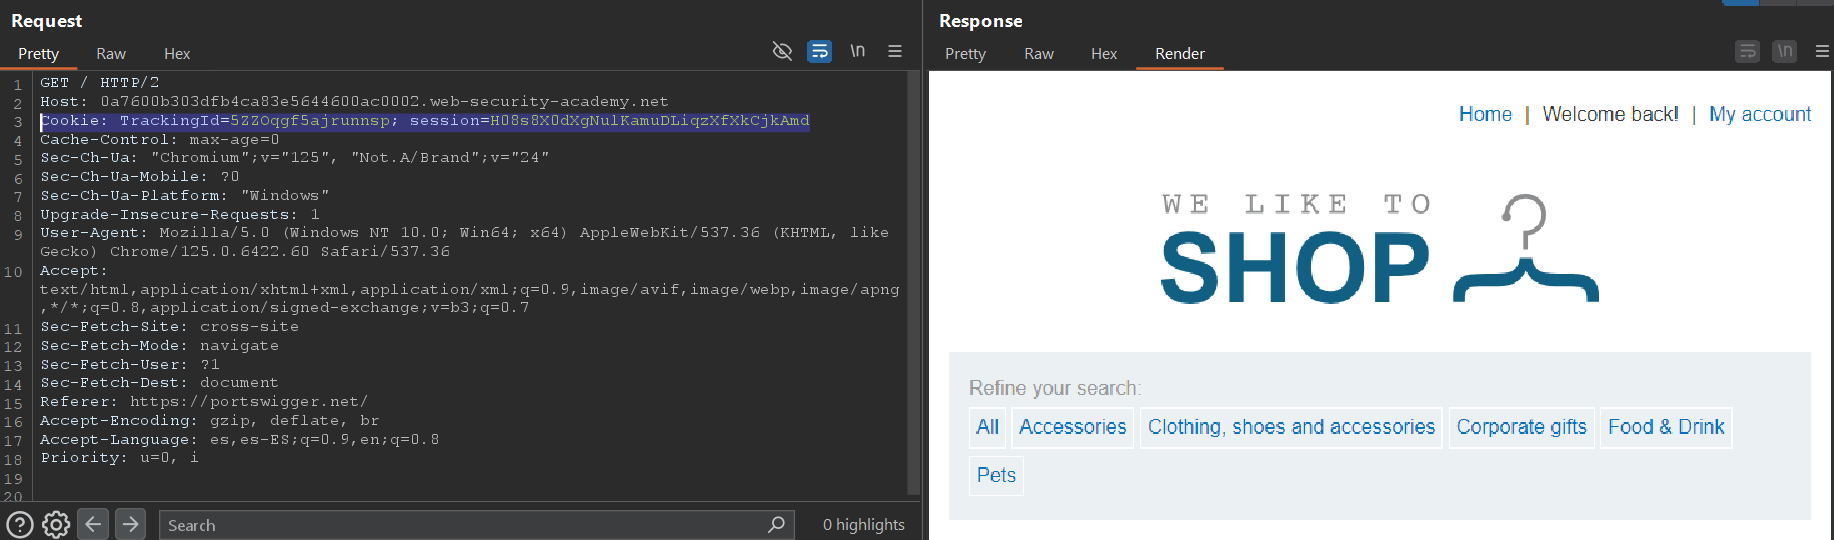 Request
Pretty Raw Hex \n
1 GET / HTTP/2
2 Host: 0a7600b303dfb4ca83e5644600ac0002.web-security-academy.net
3 Cookie: TrackingId=5ZZOqgf5ajrunnsp; session=H08s8X0dXgNulKamuDLiqzXfXkCjkAmd
4 Cache-Control: max-age=0
5 Sec-Ch-Ua: "Chromium";v="125", "Not.A/Brand";v="24"
6 Sec-Ch-Ua-Mobile: ?0
7 Sec-Ch-Ua-Platform: "Windows"
8 Upgrade-Insecure-Requests: 1
9 User-Agent: Mozilla/5.0 (Windows NT 10.0; Win64; x64) AppleWebKit/537.36 (KHTML, like
Gecko) Chrome/125.0.6422.60 Safari/537.36
10 Accept:
text/html,application/xhtml+xml,application/xml;q=0.9,image/avif,image/webp,image/apng
,*/*;q=0.8,application/signed-exchange;v=b3;q=0.7
11 Sec-Fetch-Site: cross-site
12 Sec-Fetch-Mode: navigate
13 Sec-Fetch-User: ?1
14 Sec-Fetch-Dest: document
15 Referer: https://portswigger.net/
16 Accept-Encoding: gzip, deflate, br
17 Accept-Language: es,es-ES;q=0.9,en;q=0.8
18 Priority: u=0, i
19
20
Search 0 highlights
Response
Pretty Raw Hex Render \n
Home | Welcome back! | My account
WE LIKE TO
SHOP
Refine your search:
All Accessories Clothing, shoes and accessories Corporate gifts Food & Drink
Pets